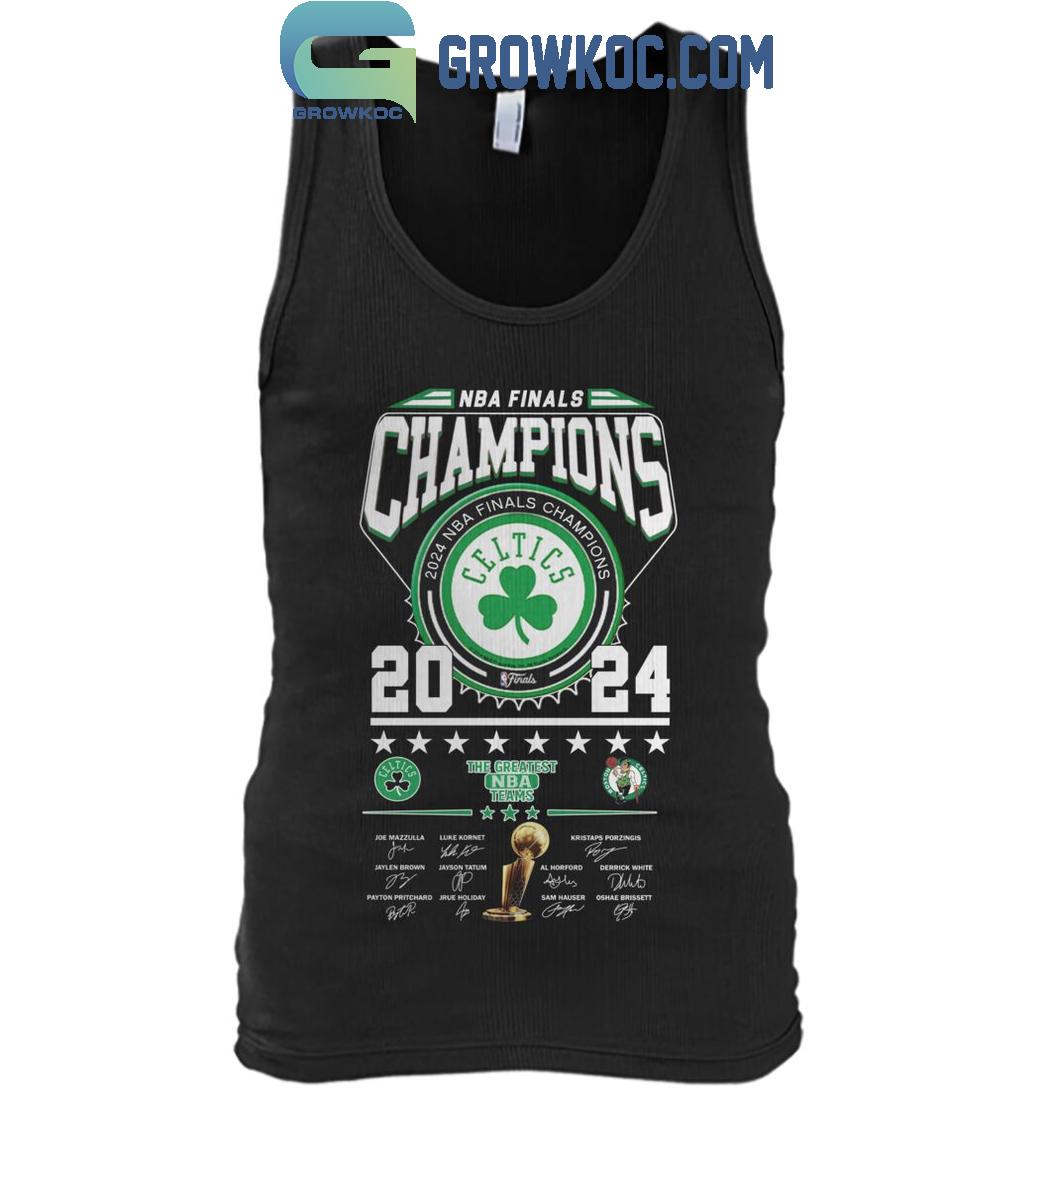 GROWKOC.COM
GROWKOC
NBA FINALS
CHAMPIONS
2024 NBA FINALS CHAMPIONS
CELTICS
Finals
20 24
CELTICS
THE GREATEST
NBA
TEAMS
BOSTON CELTICS
JOE MAZZULLA LUKE KORNET KRISTAPS PORZINGIS
JAYLEN BROWN JAYSON TATUM AL HORFORD DERRICK WHITE
PAYTON PRITCHARD JRUE HOLIDAY SAM HAUSER OSHAE BRISSETT